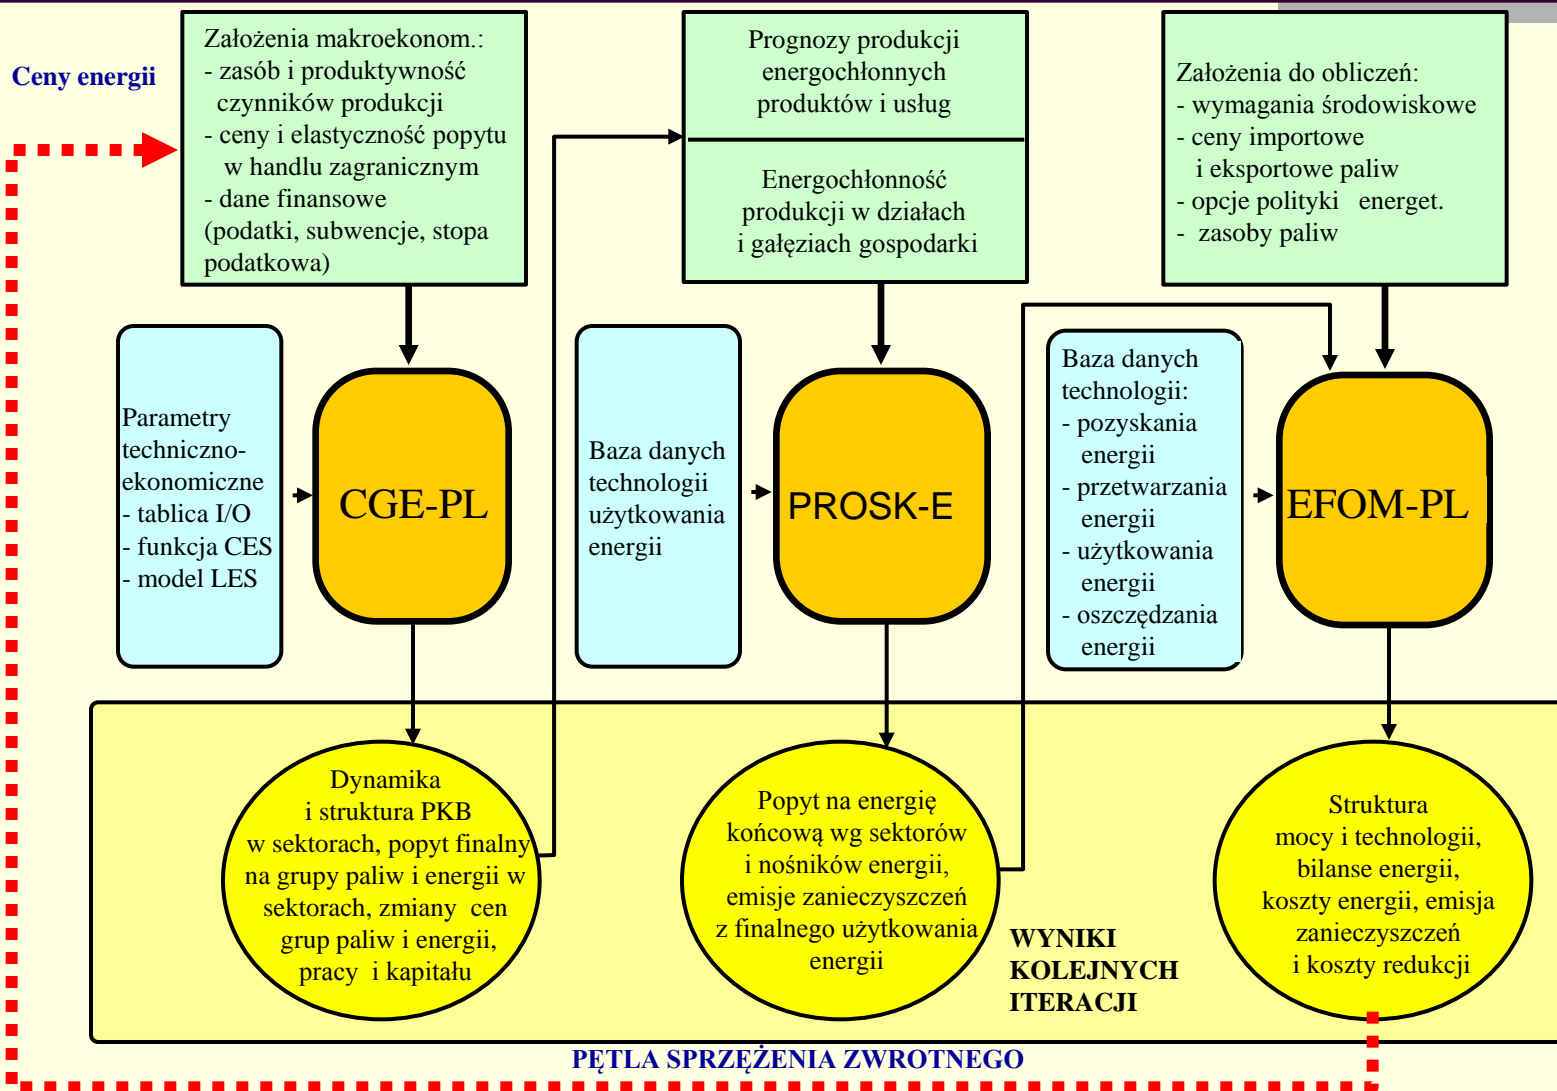 Ceny energii
Założenia makroekonom.:
- zasób i produktywność
czynników produkcji
- ceny i elastyczność popytu
w handlu zagranicznym
- dane finansowe
(podatki, subwencje, stopa
podatkowa)
Prognozy produkcji
energochłonnych
produktów i usług
Energochłonność
produkcji w działach
i gałęziach gospodarki
Założenia do obliczeń:
- wymagania środowiskowe
- ceny importowe
i eksportowe paliw
- opcje polityki energet.
- zasoby paliw
Parametry
techniczno-
ekonomiczne
- tablica I/O
- funkcja CES
- model LES
CGE-PL
Baza danych
technologii
użytkowania
energii
PROSK-E
Baza danych
technologii:
- pozyskania
energii
- przetwarzania
energii
- użytkowania
energii
- oszczędzania
energii
EFOM-PL
Dynamika
i struktura PKB
w sektorach, popyt finalny
na grupy paliw i energii w
sektorach, zmiany cen
grup paliw i energii,
pracy i kapitału
Popyt na energię
końcową wg sektorów
i nośników energii,
emisje zanieczyszczeń
z finalnego użytkowania
energii
WYNIKI
KOLEJNYCH
ITERACJI
Struktura
mocy i technologii,
bilanse energii,
koszty energii, emisja
zanieczyszczeń
i koszty redukcji
PĘTLA SPRZĘŻENIA ZWROTNEGO